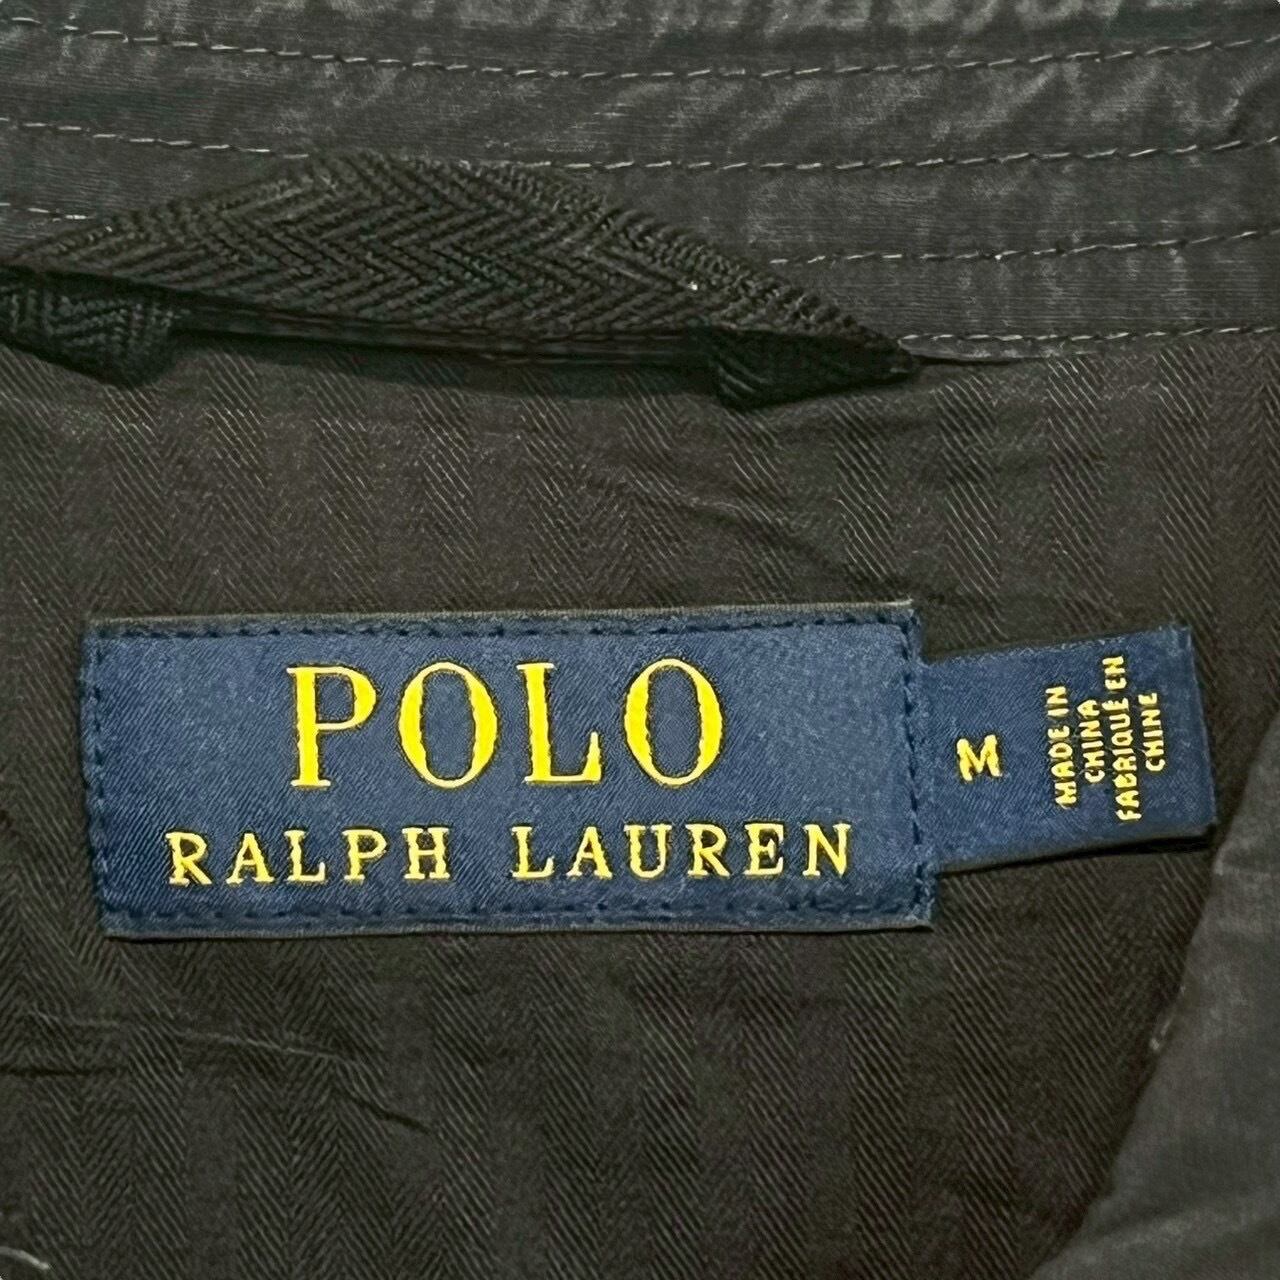 POLO
RALPH LAUREN
M
MADE IN
CHINA
FABRIQUÉ EN
CHINE